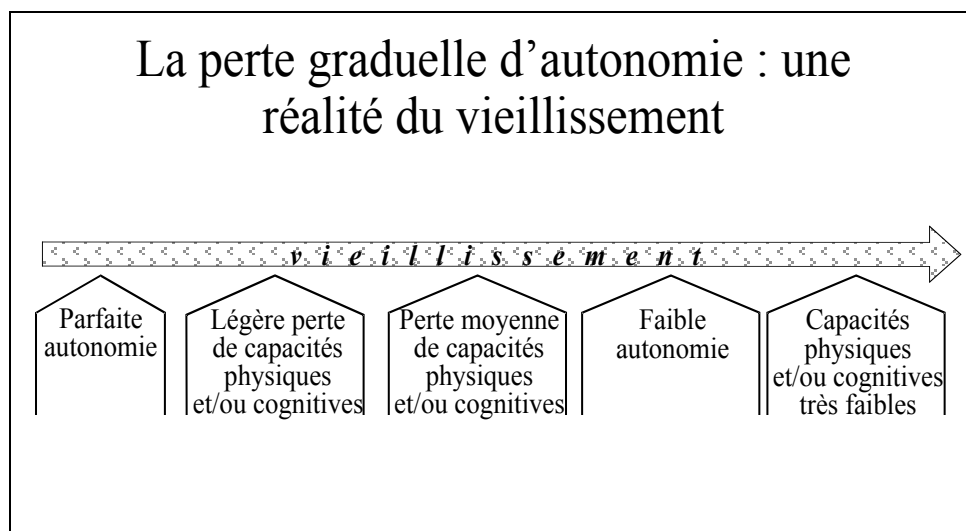 La perte graduelle d’autonomie : une
réalité du vieillissement
vieillissement
Parfaite
autonomie
Légère perte
de capacités
physiques
et/ou cognitives
Perte moyenne
de capacités
physiques
et/ou cognitives
Faible
autonomie
Capacités
physiques
et/ou cognitives
très faibles